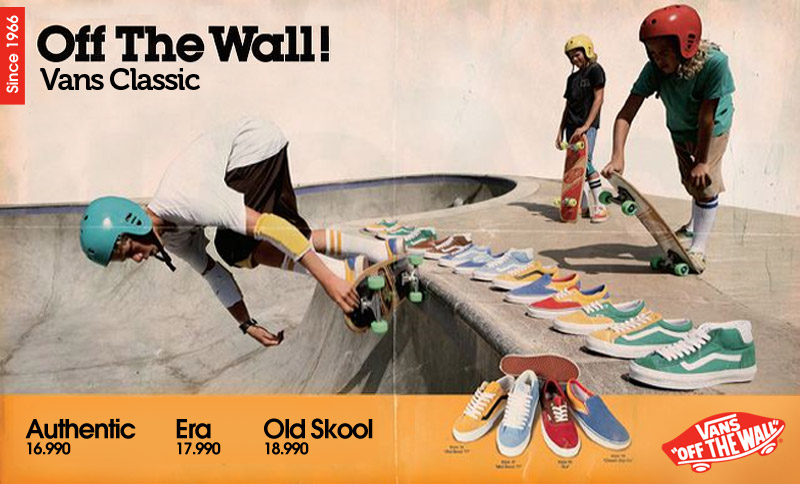 Since 1966
Off The Wall!
Vans Classic
Authentic
16.990
Era
17.990
Old Skool
18.990
VANS
"OFF THE WALL"